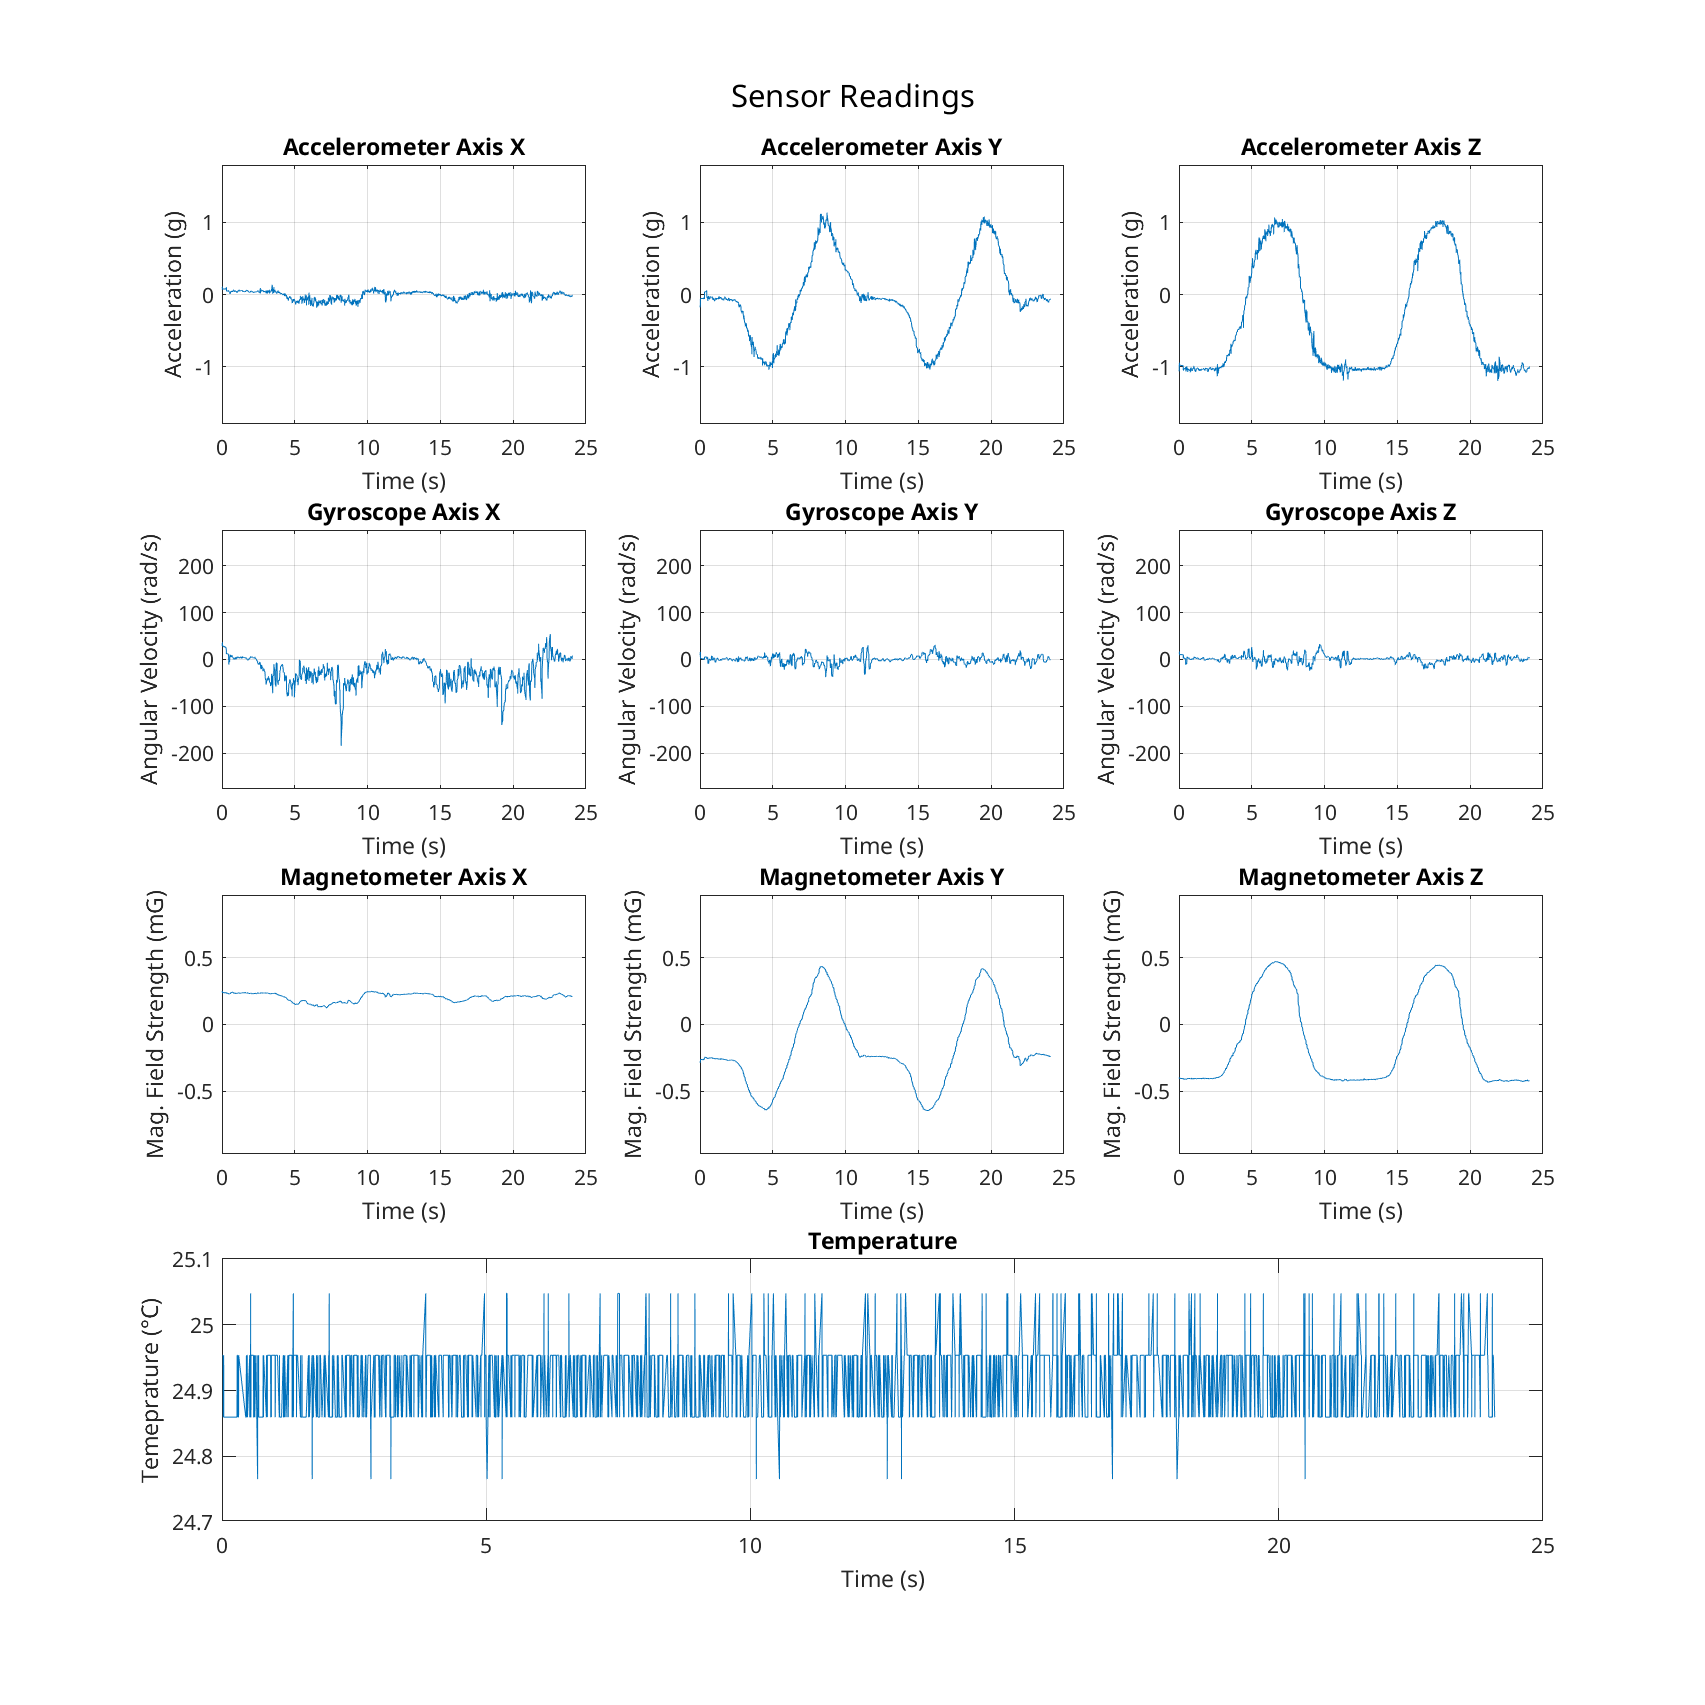 Sensor Readings
Accelerometer Axis X
Acceleration (g)
1
0
-1
0 5 10 15 20 25
Time (s)
Accelerometer Axis Y
Acceleration (g)
1
0
-1
0 5 10 15 20 25
Time (s)
Accelerometer Axis Z
Acceleration (g)
1
0
-1
0 5 10 15 20 25
Time (s)
Gyroscope Axis X
Angular Velocity (rad/s)
200
100
0
-100
-200
0 5 10 15 20 25
Time (s)
Gyroscope Axis Y
Angular Velocity (rad/s)
200
100
0
-100
-200
0 5 10 15 20 25
Time (s)
Gyroscope Axis Z
Angular Velocity (rad/s)
200
100
0
-100
-200
0 5 10 15 20 25
Time (s)
Magnetometer Axis X
Mag. Field Strength (mG)
0.5
0
-0.5
0 5 10 15 20 25
Time (s)
Magnetometer Axis Y
Mag. Field Strength (mG)
0.5
0
-0.5
0 5 10 15 20 25
Time (s)
Magnetometer Axis Z
Mag. Field Strength (mG)
0.5
0
-0.5
0 5 10 15 20 25
Time (s)
Temperature
Temeprature (°C)
25.1
25
24.9
24.8
24.7
0 5 10 15 20 25
Time (s)